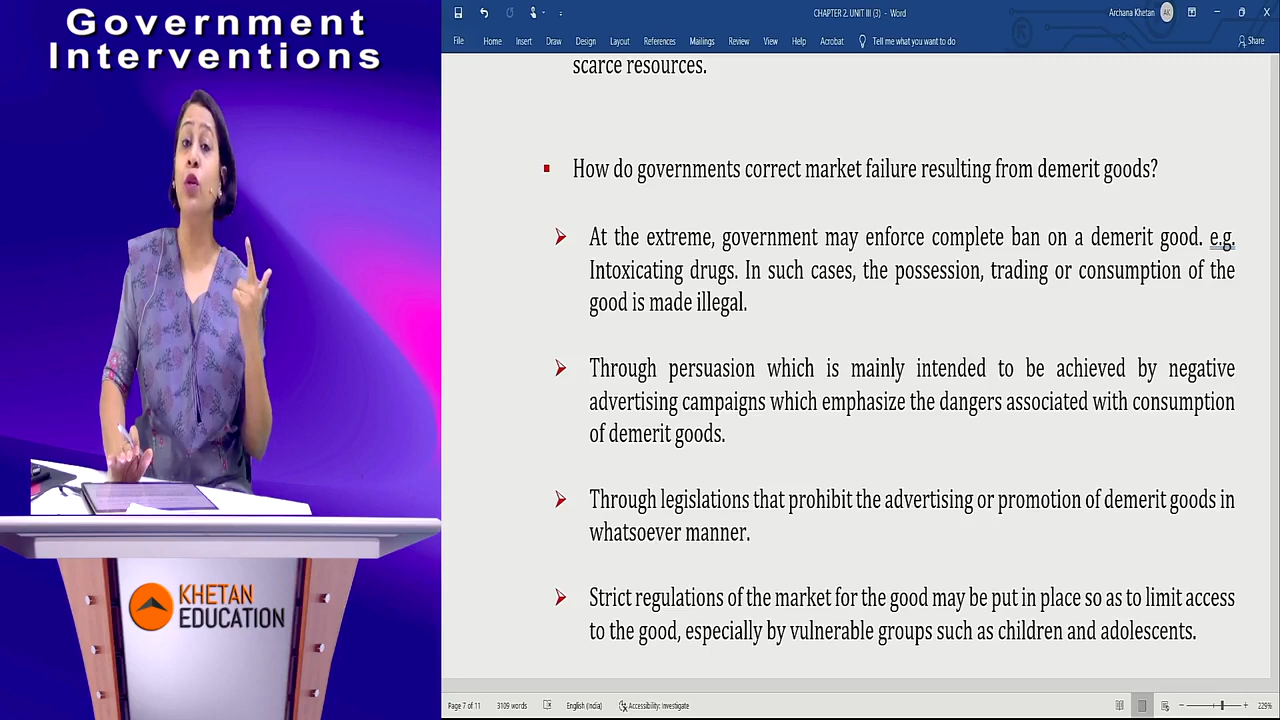 Government
Interventions
KHETAN
EDUCATION
CHAPTER 2. UNIT III (3) - Word
Archana Khetan
AK
File Home Insert Draw Design Layout References Mailings Review View Help Acrobat Tell me what you want to do
Share
scarce resources.
How do governments correct market failure resulting from demerit goods?
At the extreme, government may enforce complete ban on a demerit good. e.g.
Intoxicating drugs. In such cases, the possession, trading or consumption of the
good is made illegal.
Through persuasion which is mainly intended to be achieved by negative
advertising campaigns which emphasize the dangers associated with consumption
of demerit goods.
Through legislations that prohibit the advertising or promotion of demerit goods in
whatsoever manner.
Strict regulations of the market for the good may be put in place so as to limit access
to the good, especially by vulnerable groups such as children and adolescents.
Page 7 of 11 3109 words English (India) Accessibility: Investigate
229%